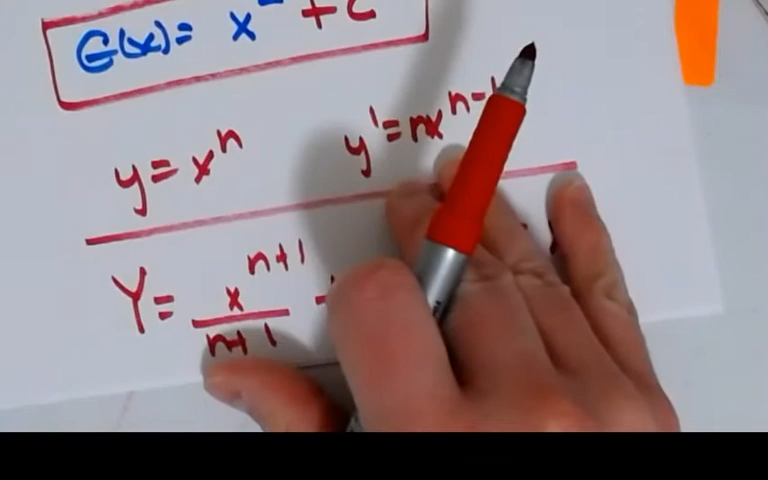 G(x) = x + C
y = xⁿ y' = nxⁿ⁻¹
Y = xⁿ⁺¹/n+1